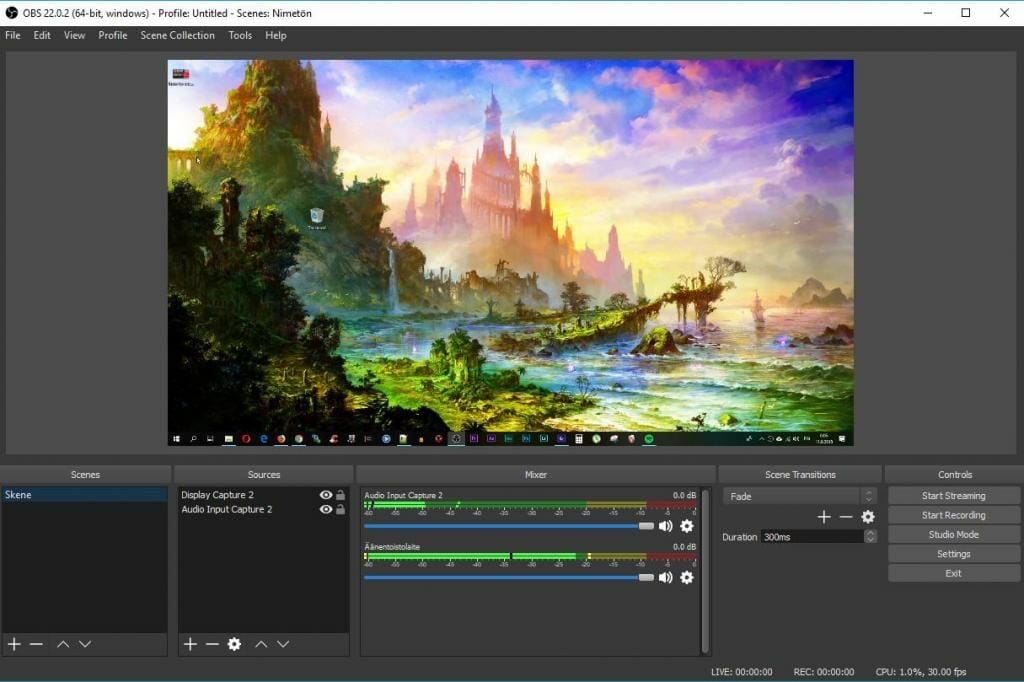 OBS 22.0.2 (64-bit, windows) - Profile: Untitled - Scenes: Nimetön
File Edit View Profile Scene Collection Tools Help
Scenes
Skene
Sources
Display Capture 2
Audio Input Capture 2
Mixer
Audio Input Capture 2 0.0 dB
-60 -55 -50 -45 -40 -35 -30 -25 -20 -15 -10 -5 0
Äänentoistolaite 0.0 dB
-60 -55 -50 -45 -40 -35 -30 -25 -20 -15 -10 -5 0
Scene Transitions
Fade
Duration 300ms
Controls
Start Streaming
Start Recording
Studio Mode
Settings
Exit
LIVE: 00:00:00 REC: 00:00:00 CPU: 1.0%, 30.00 fps